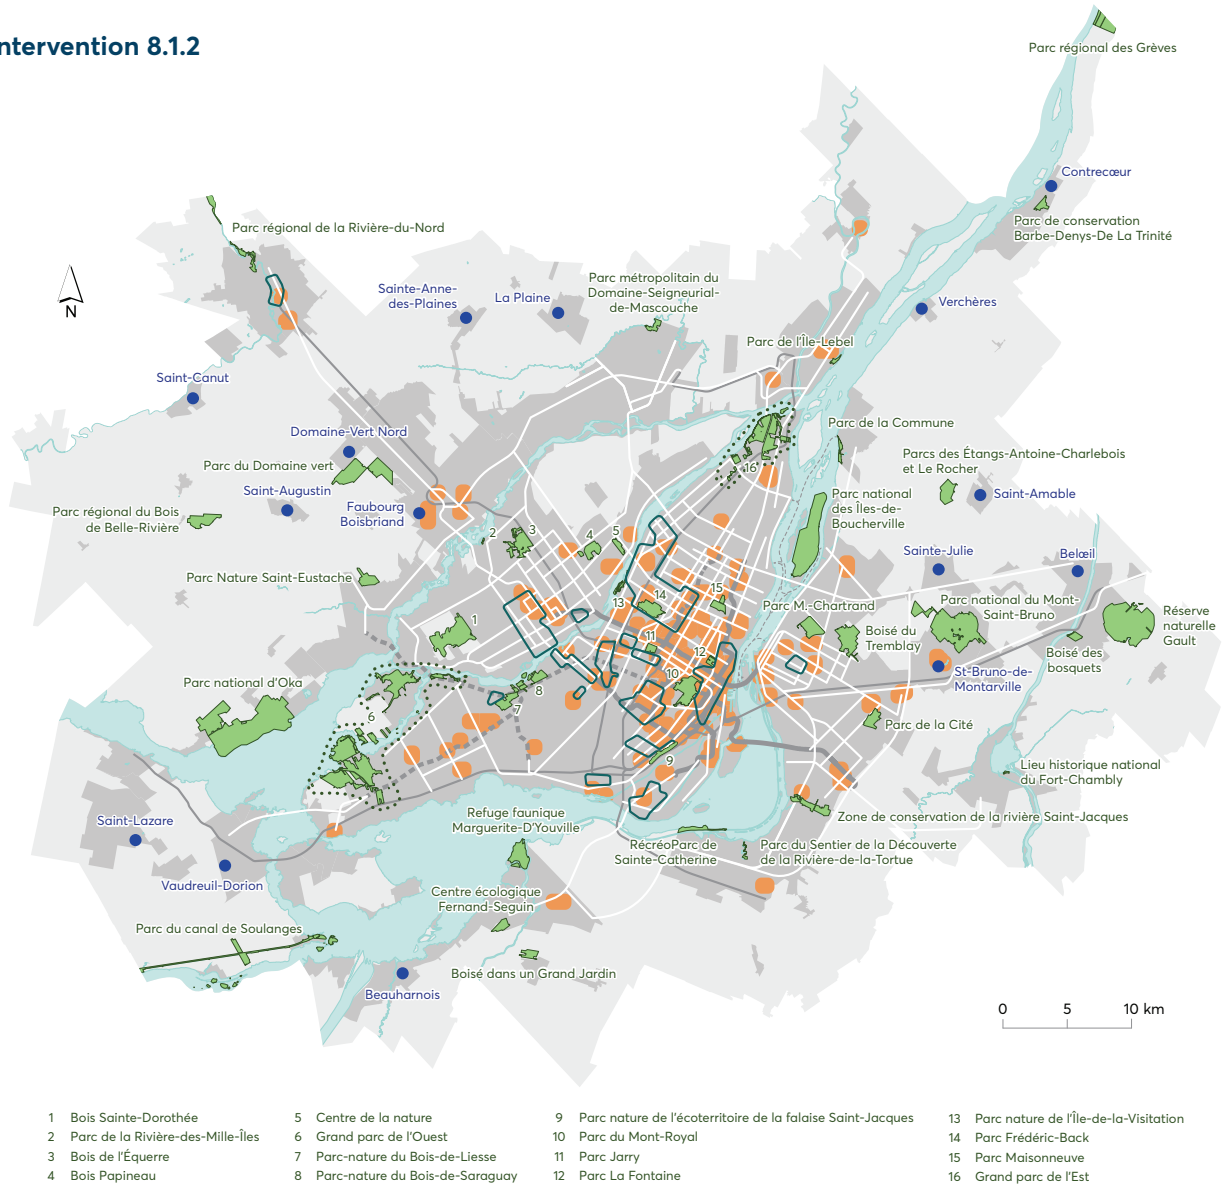 ntervention 8.1.2
Parc régional des Grèves
Contrecœur
Parc de conservation
Barbe-Denys-De La Trinité
Parc régional de la Rivière-du-Nord
N
Sainte-Anne-
des-Plaines
La Plaine
Parc métropolitain du
Domaine-Seigneurial-
de-Mascouche
Verchères
Parc de l'Île-Lebel
Saint-Canut
Domaine-Vert Nord
Parc de la Commune
Parc du Domaine vert
Saint-Augustin
Parcs des Étangs-Antoine-Charlebois
et Le Rocher
16
Saint-Amable
Parc régional du Bois
de Belle-Rivière
Faubourg
Boisbriand
Parc national
des Îles-de-
Boucherville
2
3
4
5
Sainte-Julie
Belœil
Parc Nature Saint-Eustache
13
14
15
Parc M.-Chartrand
Parc national du Mont-
Saint-Bruno
Réserve
naturelle
Gault
1
11
12
Boisé du
Tremblay
Boisé des
bosquets
10
St-Bruno-de-
Montarville
Parc national d'Oka
8
7
6
Parc de la Cité
9
Lieu historique national
du Fort-Chambly
Saint-Lazare
Refuge faunique
Marguerite-D'Youville
Zone de conservation de la rivière Saint-Jacques
RécréoParc de
Sainte-Catherine
Parc du Sentier de la Découverte
de la Rivière-de-la-Tortue
Vaudreuil-Dorion
Centre écologique
Fernand-Seguin
Parc du canal de Soulanges
Boisé dans un Grand Jardin
Beauharnois
0 5 10 km
1 Bois Sainte-Dorothée
2 Parc de la Rivière-des-Mille-Îles
3 Bois de l'Équerre
4 Bois Papineau
5 Centre de la nature
6 Grand parc de l'Ouest
7 Parc-nature du Bois-de-Liesse
8 Parc-nature du Bois-de-Saraguay
9 Parc nature de l'écoterritoire de la falaise Saint-Jacques
10 Parc du Mont-Royal
11 Parc Jarry
12 Parc La Fontaine
13 Parc nature de l'Île-de-la-Visitation
14 Parc Frédéric-Back
15 Parc Maisonneuve
16 Grand parc de l'Est